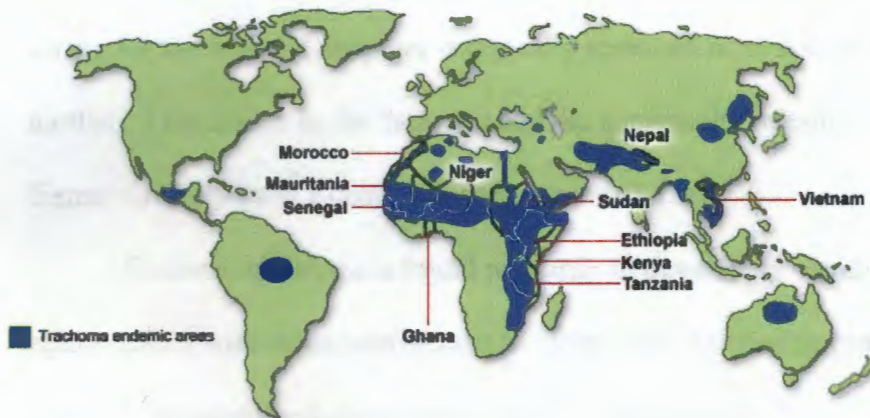 Nepal
Morocco
Niger
Mauritania
Sudan
Vietnam
Senegal
Ethiopia
Kenya
Tanzania
Trachoma endemic areas
Ghana